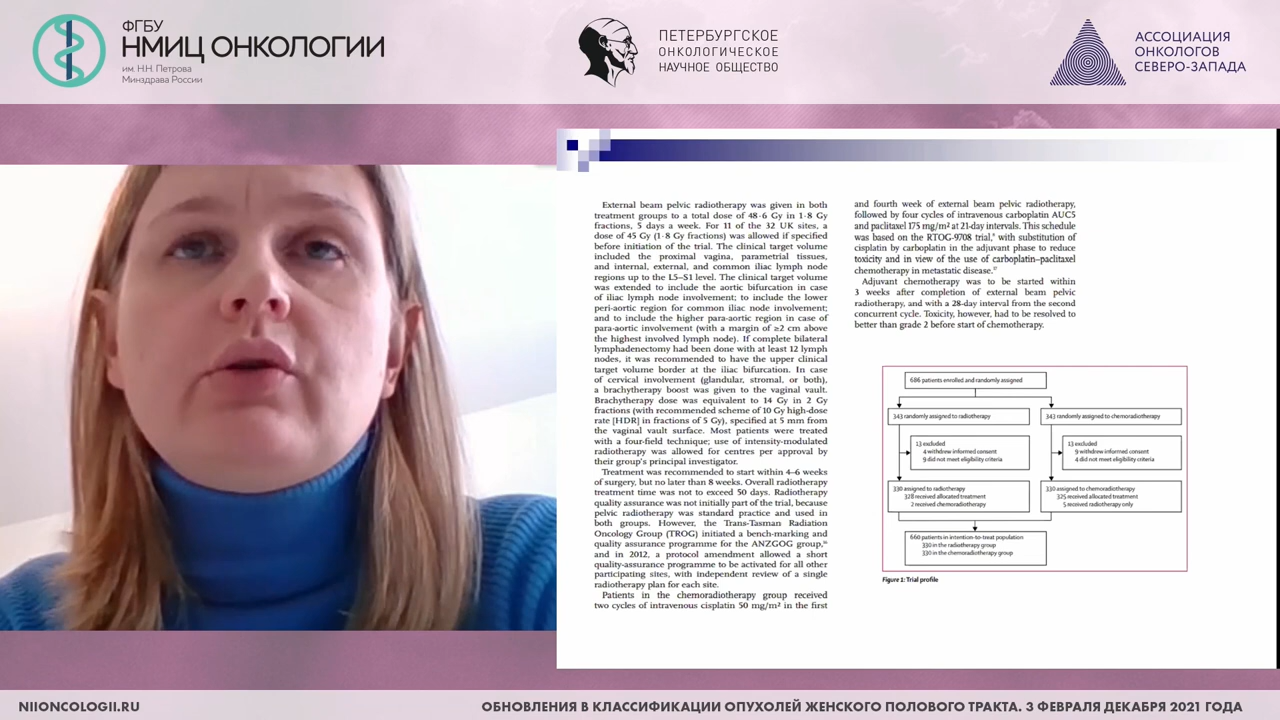 ФГБУ
НМИЦ ОНКОЛОГИИ
им. Н.Н. Петрова
Минздрава России
ПЕТЕРБУРГСКОЕ
ОНКОЛОГИЧЕСКОЕ
НАУЧНОЕ ОБЩЕСТВО
АССОЦИАЦИЯ
ОНКОЛОГОВ
СЕВЕРО-ЗАПАДА
External beam pelvic radiotherapy was given in both
treatment groups to a total dose of 48·6 Gy in 1·8 Gy
fractions, 5 days a week. For 11 of the 32 UK sites, a
dose of 45 Gy (1·8 Gy fractions) was allowed if specified
before initiation of the trial. The clinical target volume
included the proximal vagina, parametrial tissues,
and internal, external, and common iliac lymph node
regions up to the L5–S1 level. The clinical target volume
was extended to include the aortic bifurcation in case
of iliac lymph node involvement; to include the lower
peri-aortic region for common iliac node involvement;
and to include the higher para-aortic region in case of
para-aortic involvement (with a margin of ≥2 cm above
the highest involved lymph node). If complete bilateral
lymphadenectomy had been done with at least 12 lymph
nodes, it was recommended to have the upper clinical
target volume border at the iliac bifurcation. In case
of cervical involvement (glandular, stromal, or both),
a brachytherapy boost was given to the vaginal vault.
Brachytherapy dose was equivalent to 14 Gy in 2 Gy
fractions (with recommended scheme of 10 Gy high-dose
rate [HDR] in fractions of 5 Gy), specified at 5 mm from
the vaginal vault surface. Most patients were treated
with a four-field technique; use of intensity-modulated
radiotherapy was allowed for centres per approval by
their group's principal investigator.
Treatment was recommended to start within 4–6 weeks
of surgery, but no later than 8 weeks. Overall radiotherapy
treatment time was not to exceed 50 days. Radiotherapy
quality assurance was not initially part of the trial, because
pelvic radiotherapy was standard practice and used in
both groups. However, the Trans-Tasman Radiation
Oncology Group (TROG) initiated a bench-marking and
quality assurance programme for the ANZGOG group,
and in 2012, a protocol amendment allowed a short
quality-assurance programme to be activated for all other
participating sites, with independent review of a single
radiotherapy plan for each site.
Patients in the chemoradiotherapy group received
two cycles of intravenous cisplatin 50 mg/m² in the first
and fourth week of external beam pelvic radiotherapy,
followed by four cycles of intravenous carboplatin AUC5
and paclitaxel 175 mg/m² at 21-day intervals. This schedule
was based on the RTOG-9708 trial, with substitution of
cisplatin by carboplatin in the adjuvant phase to reduce
toxicity and in view of the use of carboplatin–paclitaxel
chemotherapy in metastatic disease.
Adjuvant chemotherapy was to be started within
3 weeks after completion of external beam pelvic
radiotherapy, and with a 28-day interval from the second
concurrent cycle. Toxicity, however, had to be resolved to
better than grade 2 before start of chemotherapy.
686 patients enrolled and randomly assigned
343 randomly assigned to radiotherapy
343 randomly assigned to chemoradiotherapy
13 excluded
4 withdrew informed consent
9 did not meet eligibility criteria
13 excluded
9 withdrew informed consent
4 did not meet eligibility criteria
330 assigned to radiotherapy
328 received allocated treatment
2 received chemoradiotherapy
330 assigned to chemoradiotherapy
325 received allocated treatment
5 received radiotherapy only
660 patients in intention-to-treat population
330 in the radiotherapy group
330 in the chemoradiotherapy group
Figure 1: Trial profile
NIIONCOLOGII.RU
ОБНОВЛЕНИЯ В КЛАССИФИКАЦИИ ОПУХОЛЕЙ ЖЕНСКОГО ПОЛОВОГО ТРАКТА. 3 ФЕВРАЛЯ ДЕКАБРЯ 2021 ГОДА